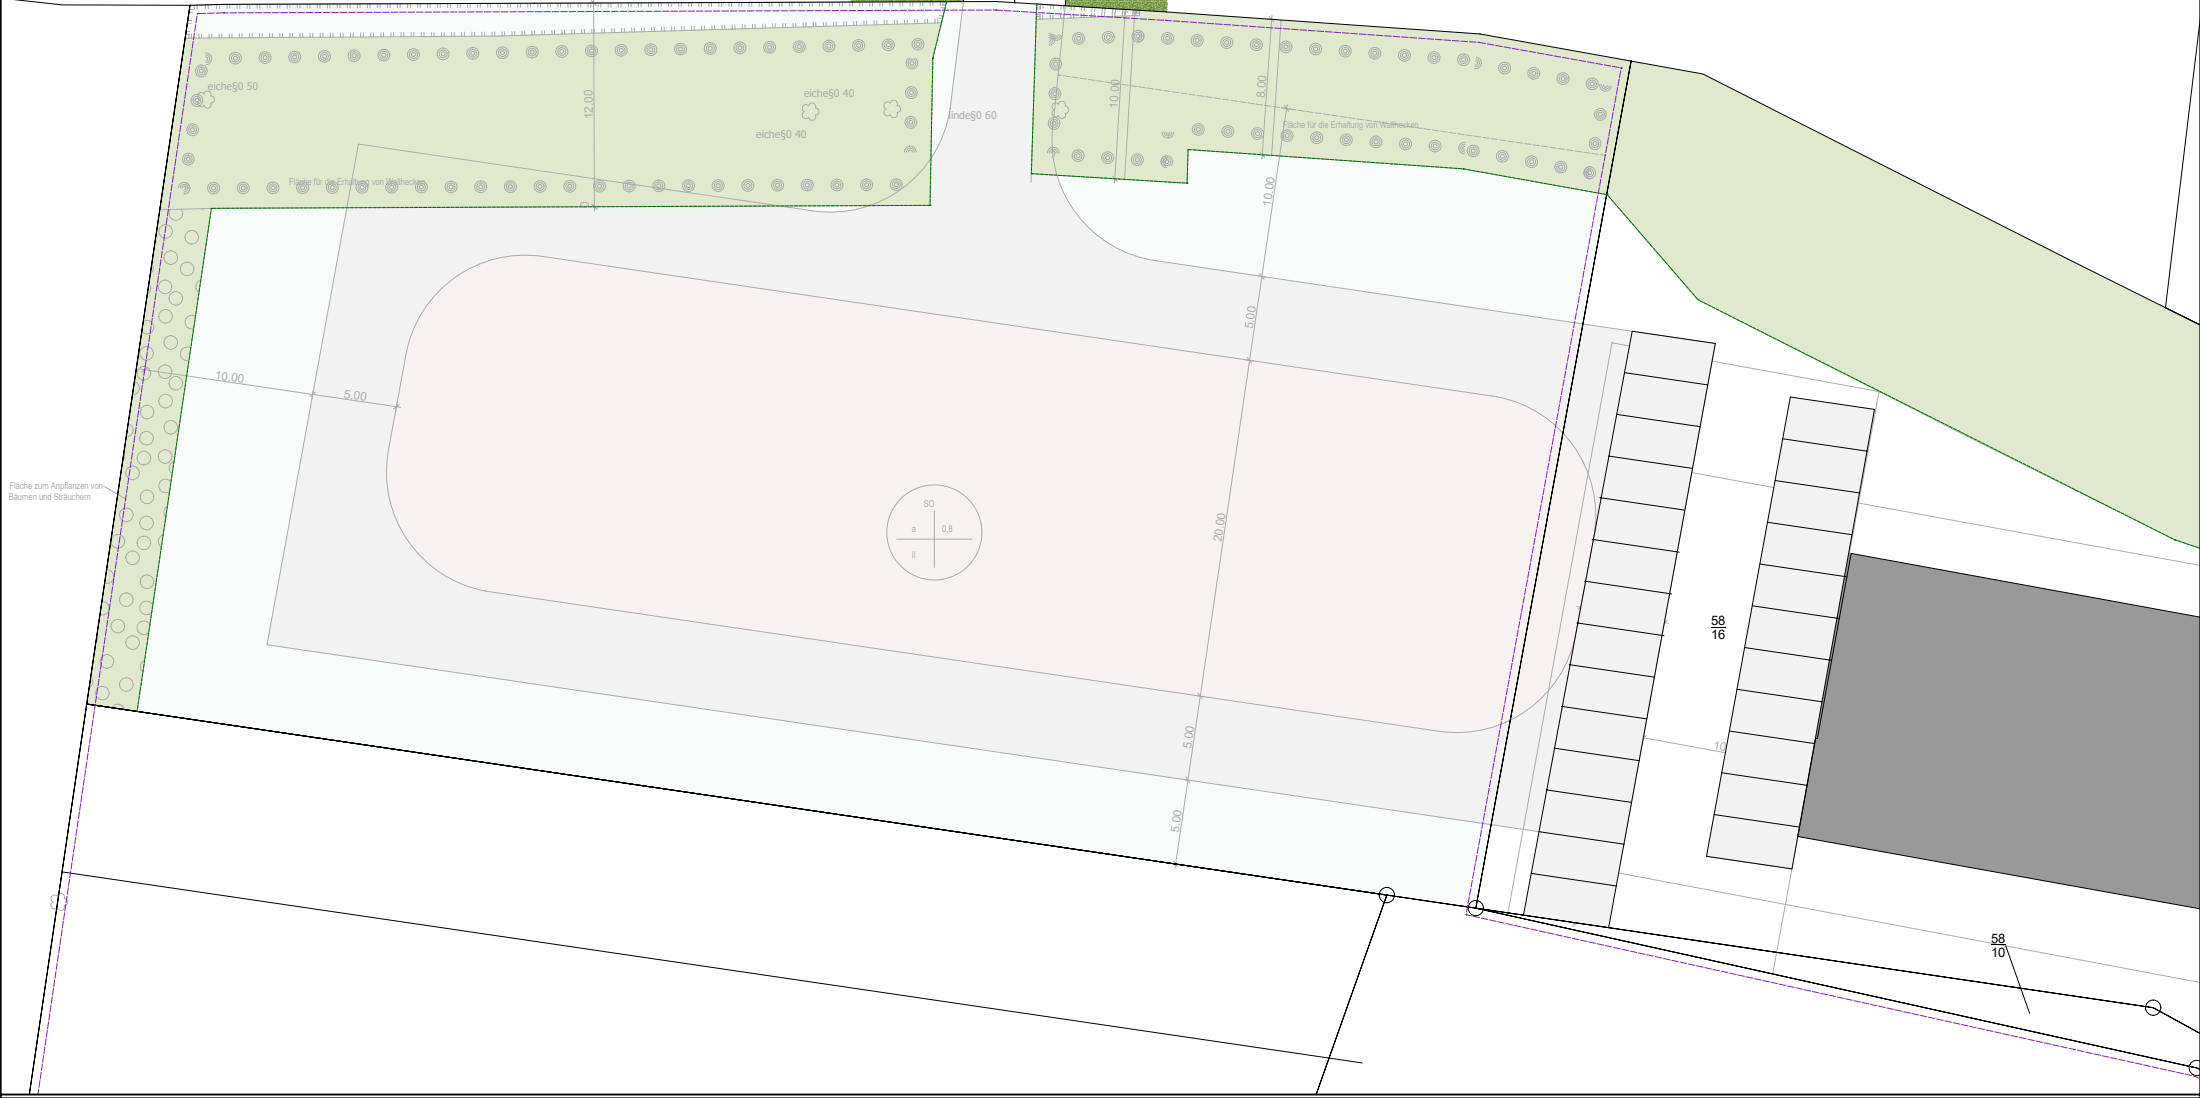 eiche§0 50
eiche§0 40
eiche§0 40
linde§0 60
12.00
10.00
8.00
Fläche für die Erhaltung von Wallhecken
Fläche für die Erhaltung von Wallhecken
10.00
5.00
10.00
5.00
Fläche zum Anpflanzen von
Bäumen und Sträuchern
SO
a 0,8
II
20.00
58
16
5.00
10
5.00
58
10